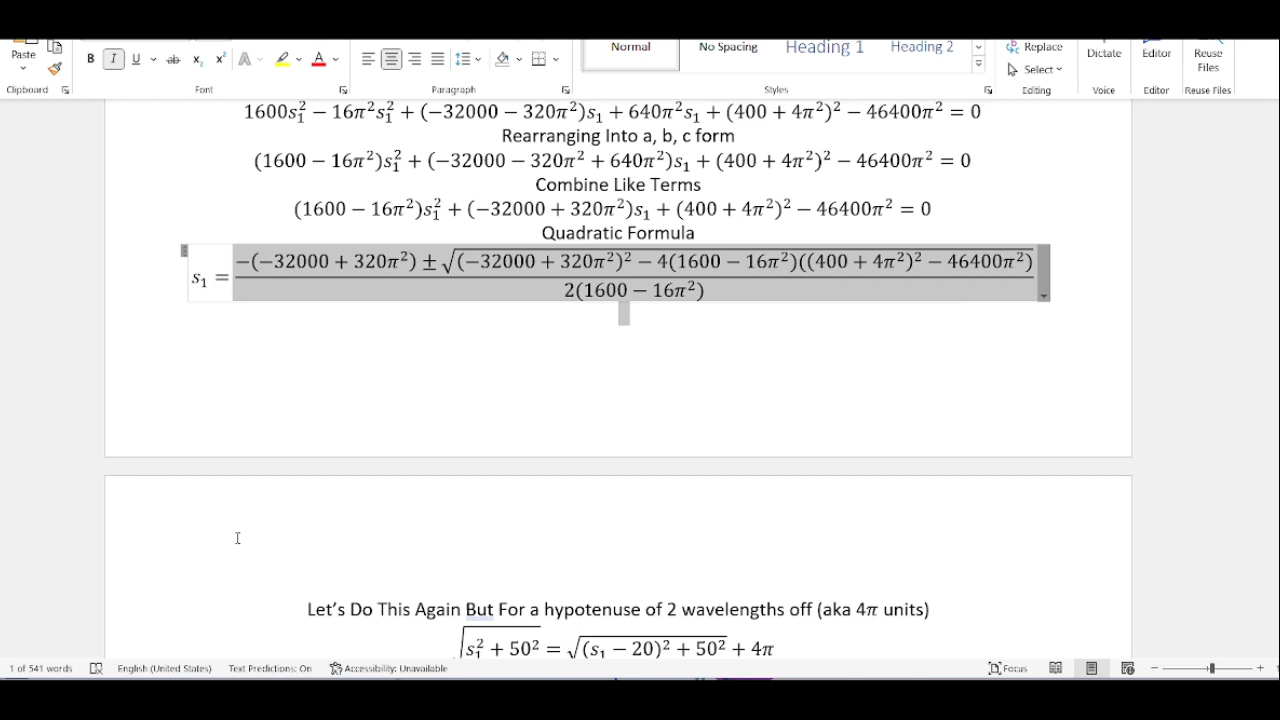 Paste
B I U ab x₂ x² A A
Normal No Spacing Heading 1 Heading 2
Replace
Select
Dictate
Editor
Reuse
Files
Clipboard Font Paragraph Styles Editing Voice Editor Reuse Files
1600s₁² − 16π²s₁² + (−32000 − 320π²)s₁ + 640π²s₁ + (400 + 4π²)² − 46400π² = 0
Rearranging Into a, b, c form
(1600 − 16π²)s₁² + (−32000 − 320π² + 640π²)s₁ + (400 + 4π²)² − 46400π² = 0
Combine Like Terms
(1600 − 16π²)s₁² + (−32000 + 320π²)s₁ + (400 + 4π²)² − 46400π² = 0
Quadratic Formula
−(−32000 + 320π²) ± √(−32000 + 320π²)² − 4(1600 − 16π²)((400 + 4π²)² − 46400π²)
s₁ =
2(1600 − 16π²)
Let's Do This Again But For a hypotenuse of 2 wavelengths off (aka 4π units)
√s₁² + 50² = √(s₁ − 20)² + 50² + 4π
1 of 541 words English (United States) Text Predictions: On Accessibility: Unavailable Focus